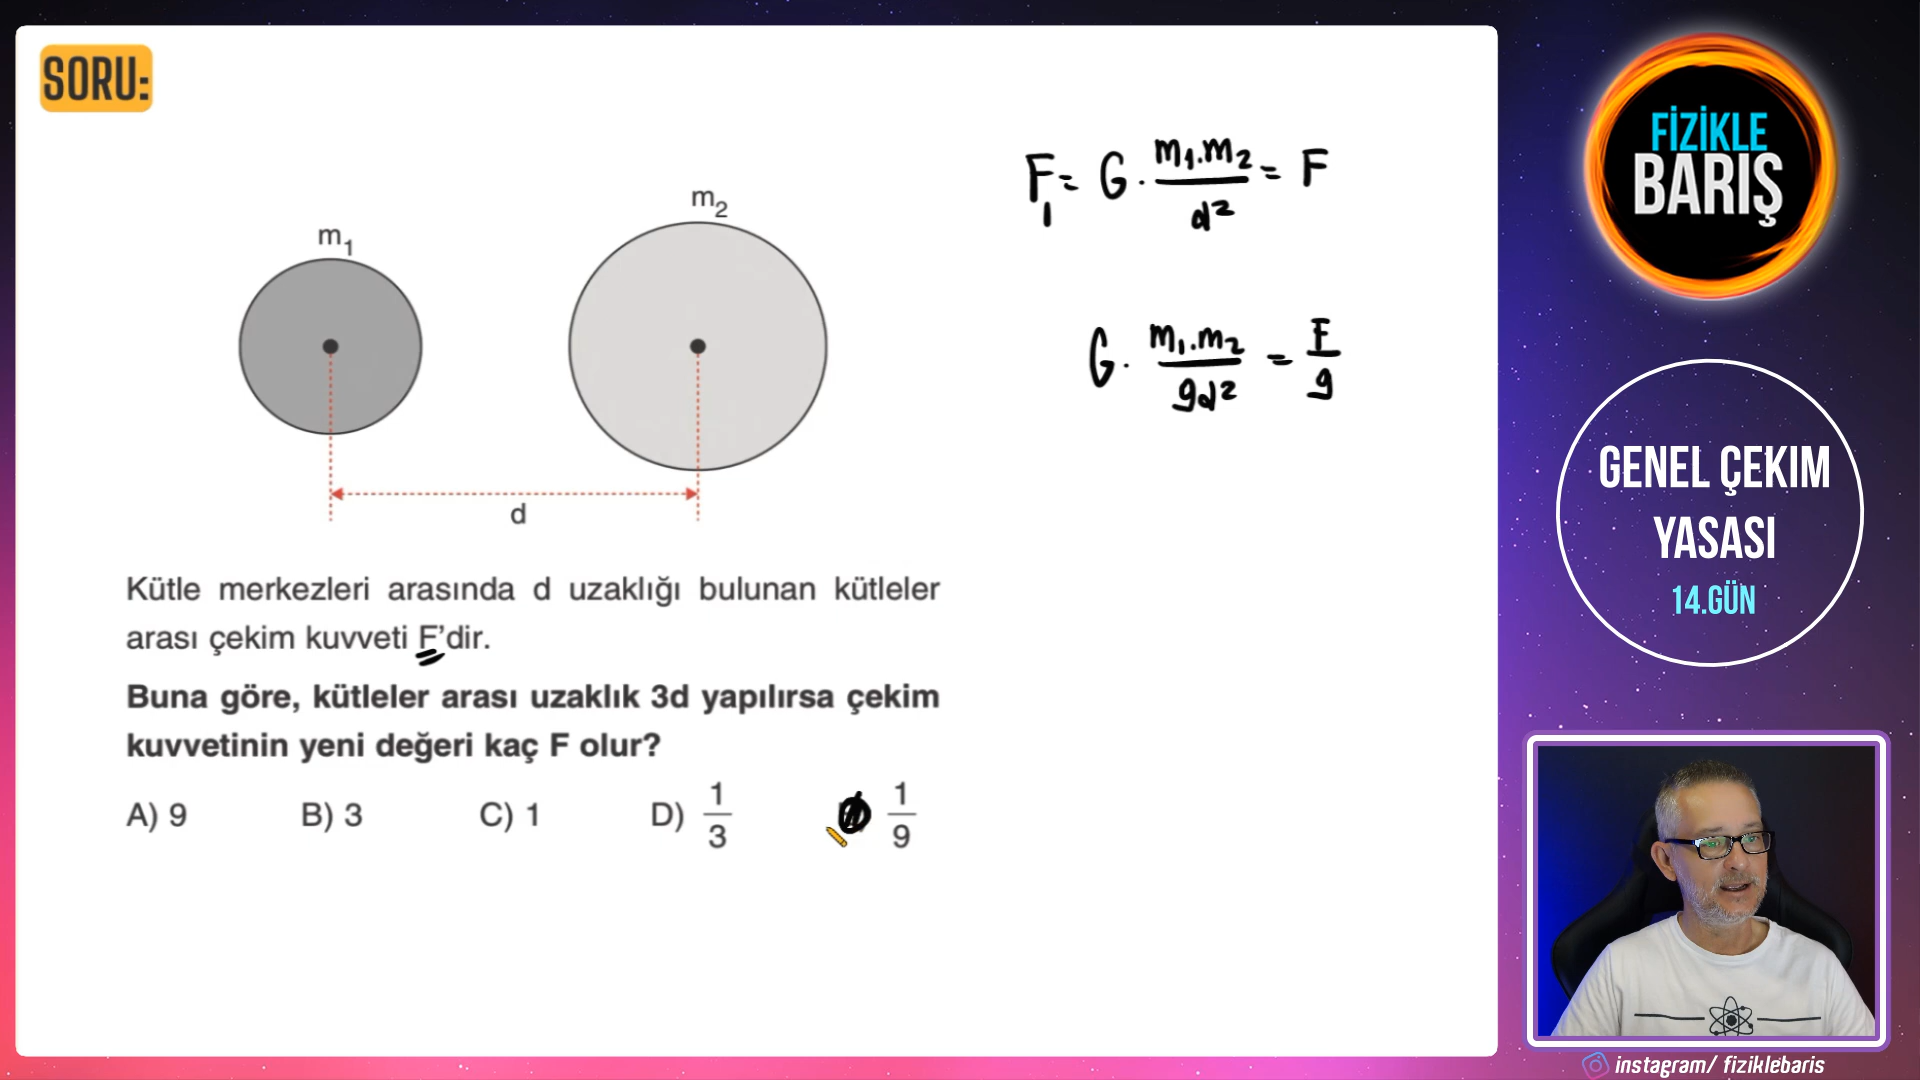 SORU:
m1
m2
d
F1 = G . m1.m2 / d² = F
G . m1.m2 / 9d² = F / 9
Kütle merkezleri arasında d uzaklığı bulunan kütleler
arası çekim kuvveti F'dir.
Buna göre, kütleler arası uzaklık 3d yapılırsa çekim
kuvvetinin yeni değeri kaç F olur?
A) 9 B) 3 C) 1 D) 1/3 1/9
FİZİKLE
BARIŞ
GENEL ÇEKIM
YASASI
14.GÜN
instagram/ fiziklebaris